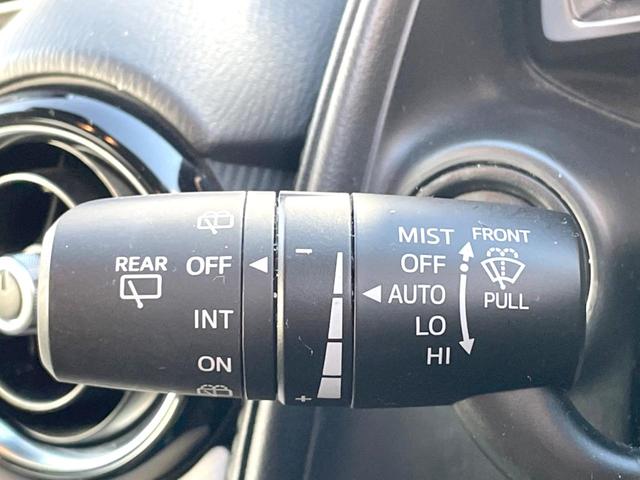 REAR
OFF
INT
ON
-
+
MIST
OFF
AUTO
LO
HI
FRONT
PULL